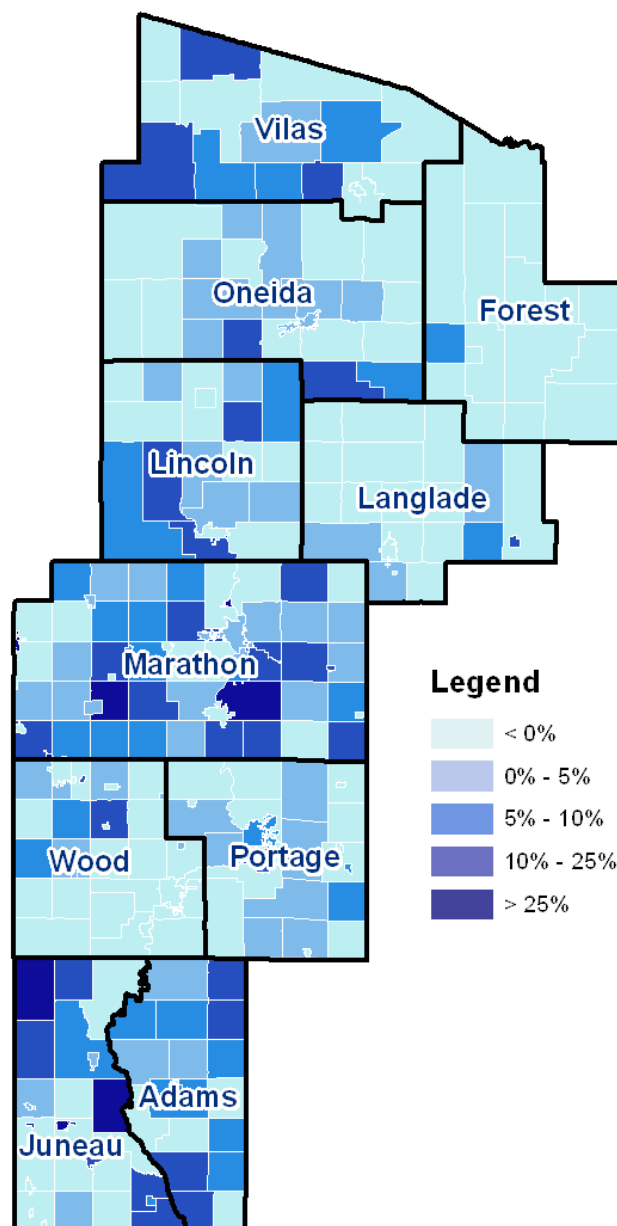 Vilas
Oneida
Forest
Lincoln
Langlade
Marathon
Legend
< 0%
0% - 5%
5% - 10%
10% - 25%
> 25%
Wood
Portage
Adams
Juneau